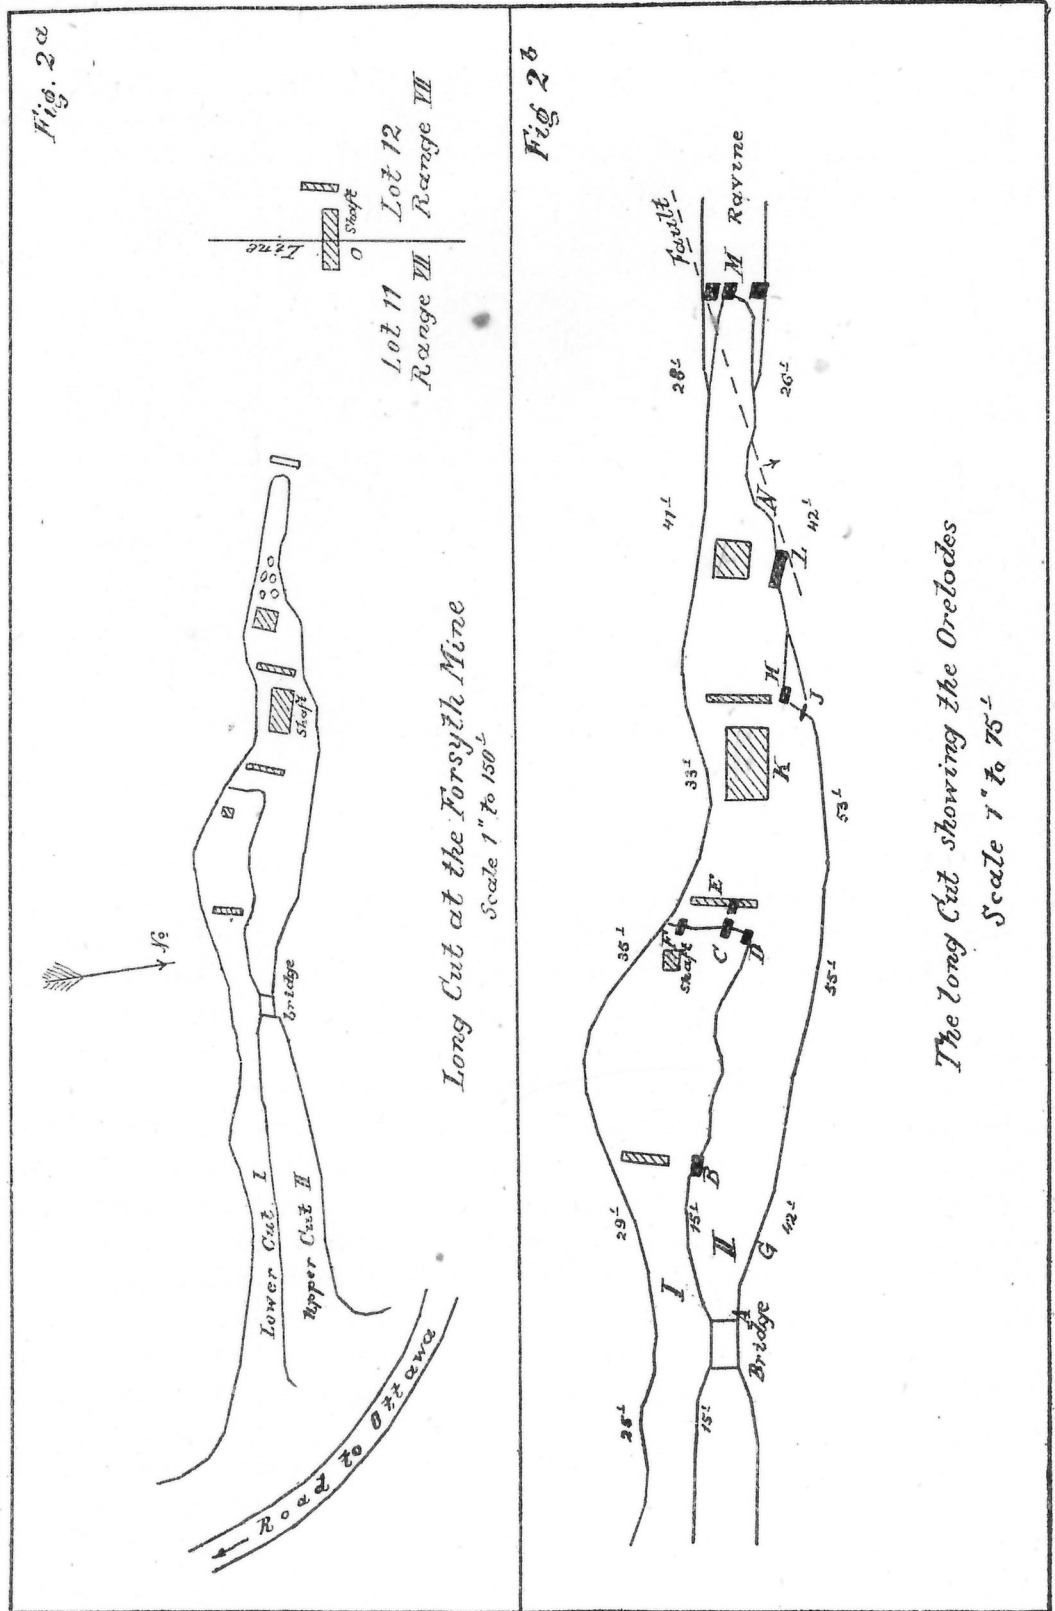 Fig. 2a
Line
Shaft
O
Lot 11
Range VII
Lot 12
Range VII
Shaft
No
bridge
Lower Cut I
Upper Cut II
Road to Ottawa
Long Cut at the Forsyth Mine
Scale 1" to 150'
Fig 2b
Fault
Ravine
M
28'
26'
41'
N
42'
L
H
J
33'
K
53'
E
35'
F
Shaft
C
D
55'
B
29'
15'
II
G
42'
I
A
Bridge
28'
15'
The long Cut showing the Orelodes
Scale 1" to 75'